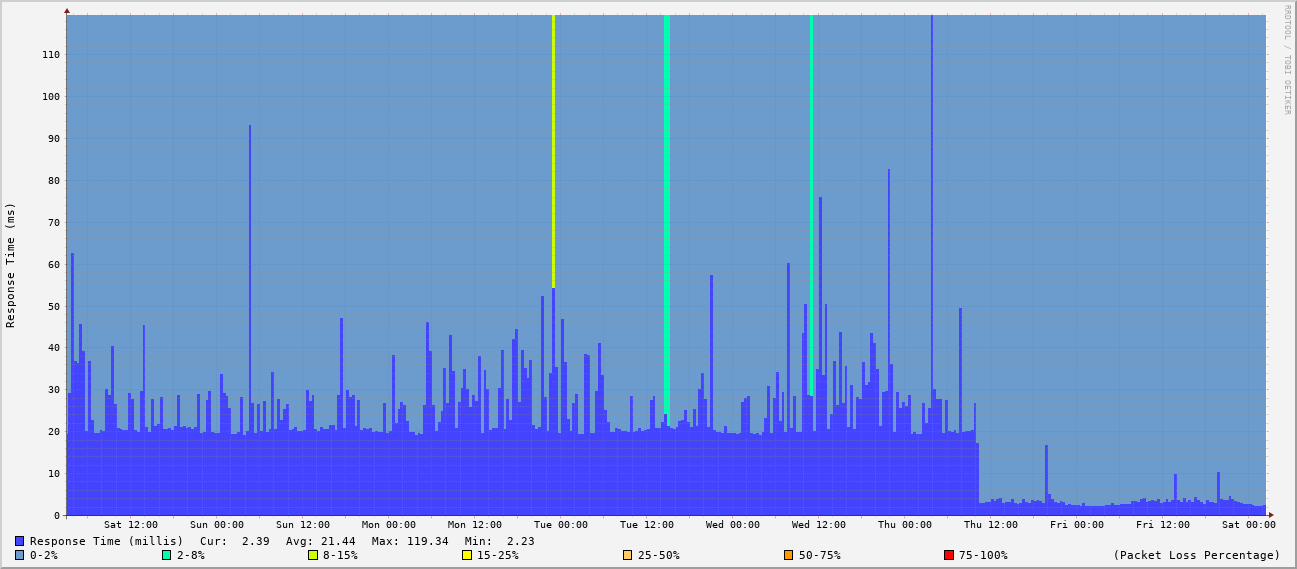 RRDTOOL / TOBI OETIKER
Response Time (ms)
110
100
90
80
70
60
50
40
30
20
10
0
Sat 12:00 Sun 00:00 Sun 12:00 Mon 00:00 Mon 12:00 Tue 00:00 Tue 12:00 Wed 00:00 Wed 12:00 Thu 00:00 Thu 12:00 Fri 00:00 Fri 12:00 Sat 00:00
Response Time (millis) Cur: 2.39 Avg: 21.44 Max: 119.34 Min: 2.23
0-2% 2-8% 8-15% 15-25% 25-50% 50-75% 75-100% (Packet Loss Percentage)